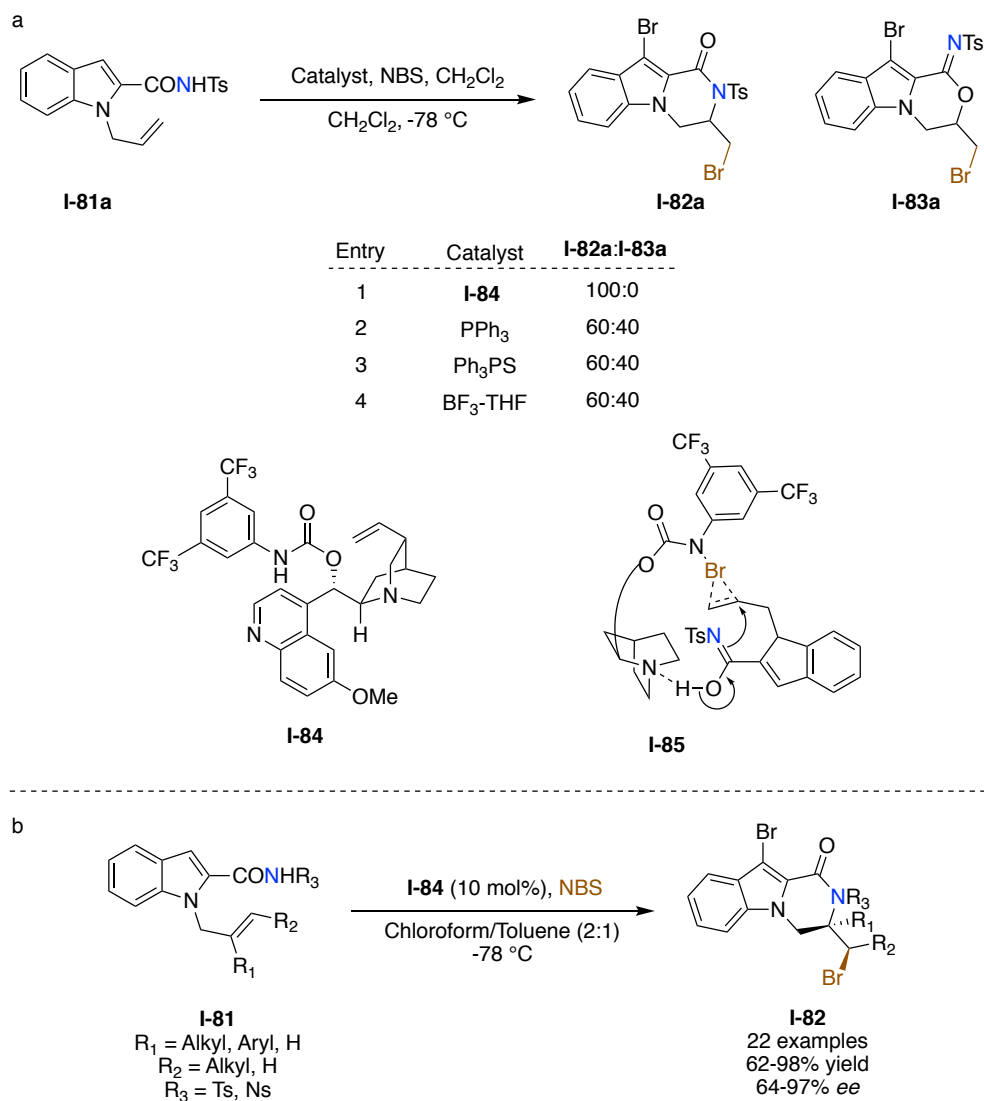 a
CONHTs
N
I-81a
Catalyst, NBS, CH2Cl2
CH2Cl2, -78 °C
Br
O
N
NTs
Br
I-82a
Br
NTs
O
N
Br
I-83a
Entry Catalyst I-82a:I-83a
1 I-84 100:0
2 PPh3 60:40
3 Ph3PS 60:40
4 BF3-THF 60:40
CF3
CF3
O
N
H
O
N
H
N
OMe
I-84
CF3
CF3
O
O
N
Br
TsN
N
H
O
I-85
b
CONHR3
N
R2
R1
I-81
R1 = Alkyl, Aryl, H
R2 = Alkyl, H
R3 = Ts, Ns
I-84 (10 mol%), NBS
Chloroform/Toluene (2:1)
-78 °C
Br
O
N
NR3
R1
R2
Br
I-82
22 examples
62-98% yield
64-97% ee